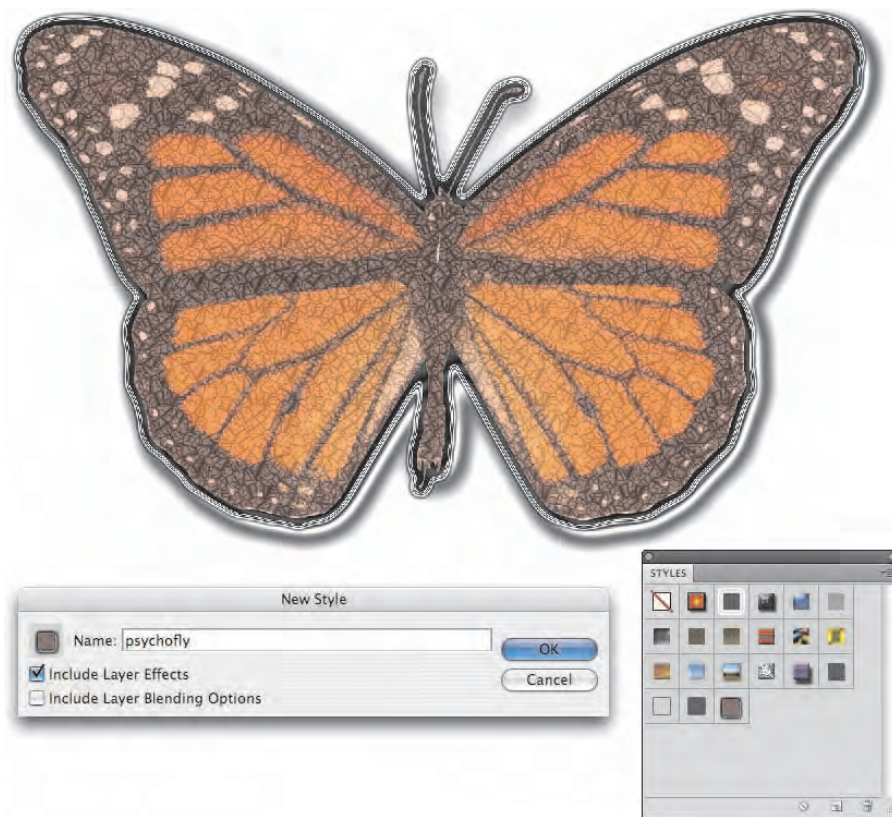 STYLES
New Style
Name: psychofly
OK
Include Layer Effects
Cancel
Include Layer Blending Options